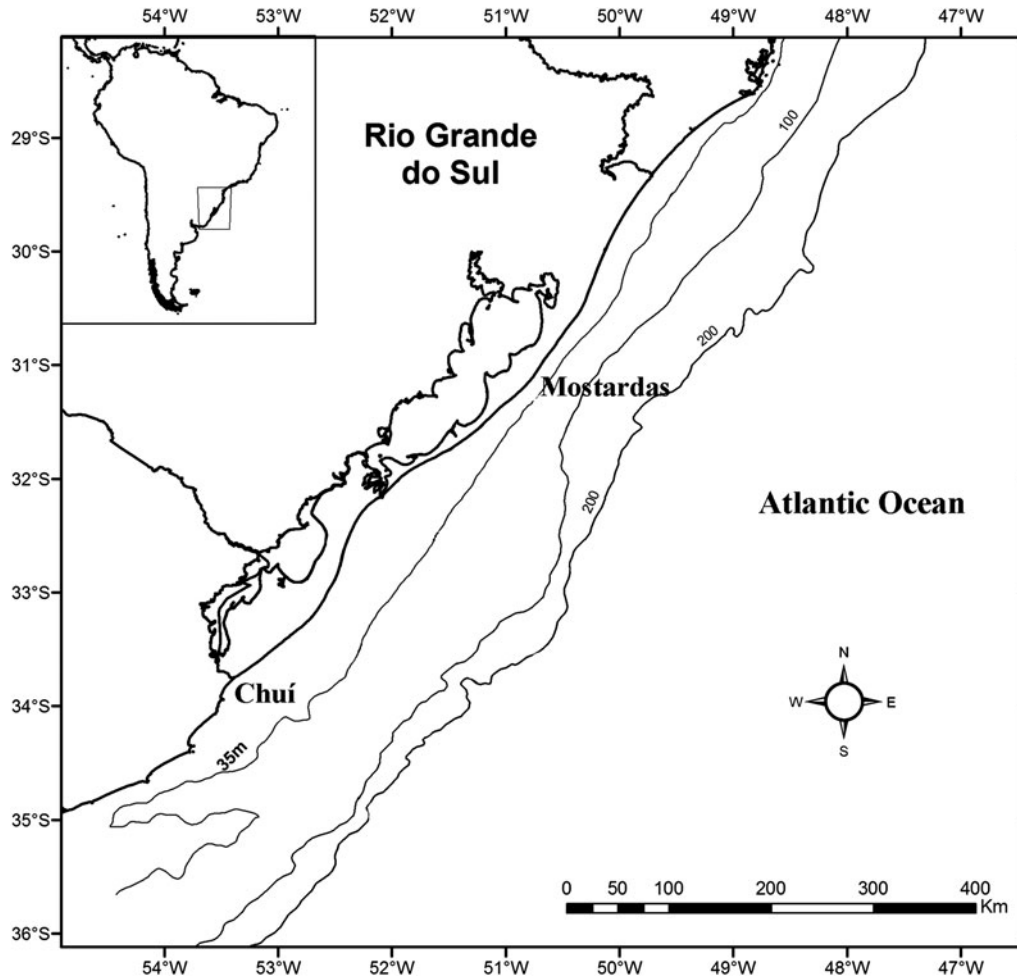 54°W 53°W 52°W 51°W 50°W 49°W 48°W 47°W
29°S
30°S
31°S
32°S
33°S
34°S
35°S
36°S
Rio Grande
do Sul
100
200
Mostardas
200
Atlantic Ocean
Chuí
35m
N
W E
S
0 50 100 200 300 400
Km
54°W 53°W 52°W 51°W 50°W 49°W 48°W 47°W